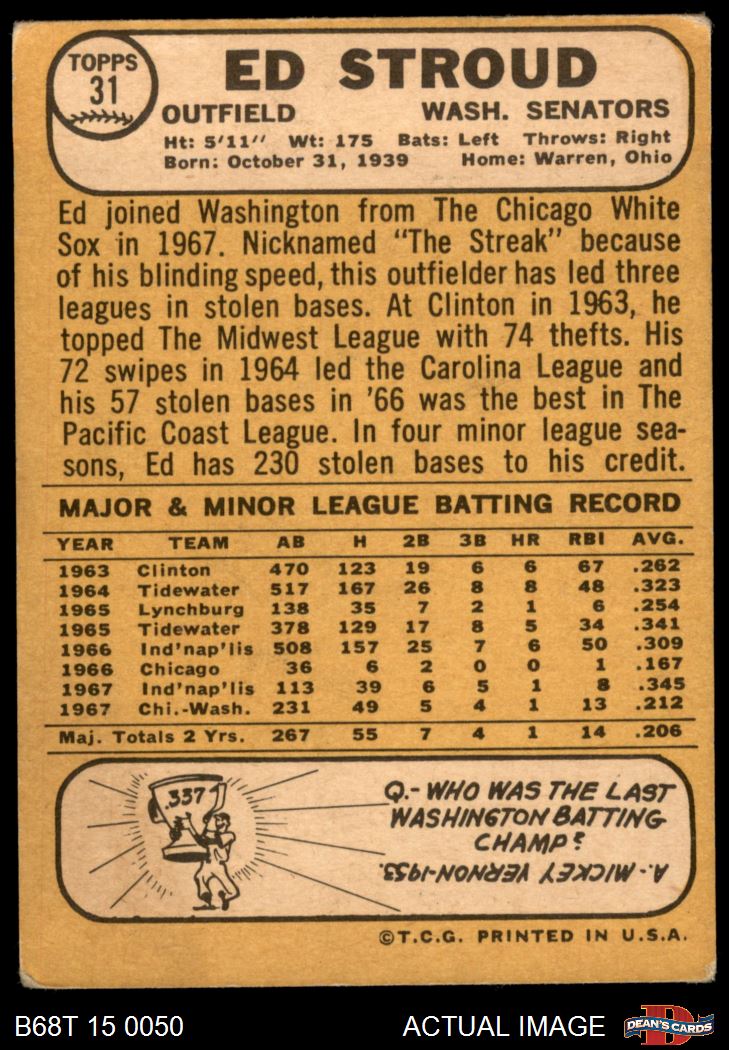 TOPPS
31
ED STROUD
OUTFIELD WASH. SENATORS
Ht: 5'11" Wt: 175 Bats: Left Throws: Right
Born: October 31, 1939 Home: Warren, Ohio
Ed joined Washington from The Chicago White
Sox in 1967. Nicknamed "The Streak" because
of his blinding speed, this outfielder has led three
leagues in stolen bases. At Clinton in 1963, he
topped The Midwest League with 74 thefts. His
72 swipes in 1964 led the Carolina League and
his 57 stolen bases in '66 was the best in The
Pacific Coast League. In four minor league sea-
sons, Ed has 230 stolen bases to his credit.
MAJOR & MINOR LEAGUE BATTING RECORD
YEAR TEAM AB H 2B 3B HR RBI AVG.
1963 Clinton 470 123 19 6 6 67 .262
1964 Tidewater 517 167 26 8 8 48 .323
1965 Lynchburg 138 35 7 2 1 6 .254
1965 Tidewater 378 129 17 8 5 34 .341
1966 Ind'nap'lis 508 157 25 7 6 50 .309
1966 Chicago 36 6 2 0 0 1 .167
1967 Ind'nap'lis 113 39 6 5 1 8 .345
1967 Chi.-Wash. 231 49 5 4 1 13 .212
Maj. Totals 2 Yrs. 267 55 7 4 1 14 .206
.337
Q.- WHO WAS THE LAST
WASHINGTON BATTING
CHAMP?
A.- MICKEY VERNON-1953.
©T.C.G. PRINTED IN U.S.A.
B68T 15 0050 ACTUAL IMAGE
DEAN'S CARDS